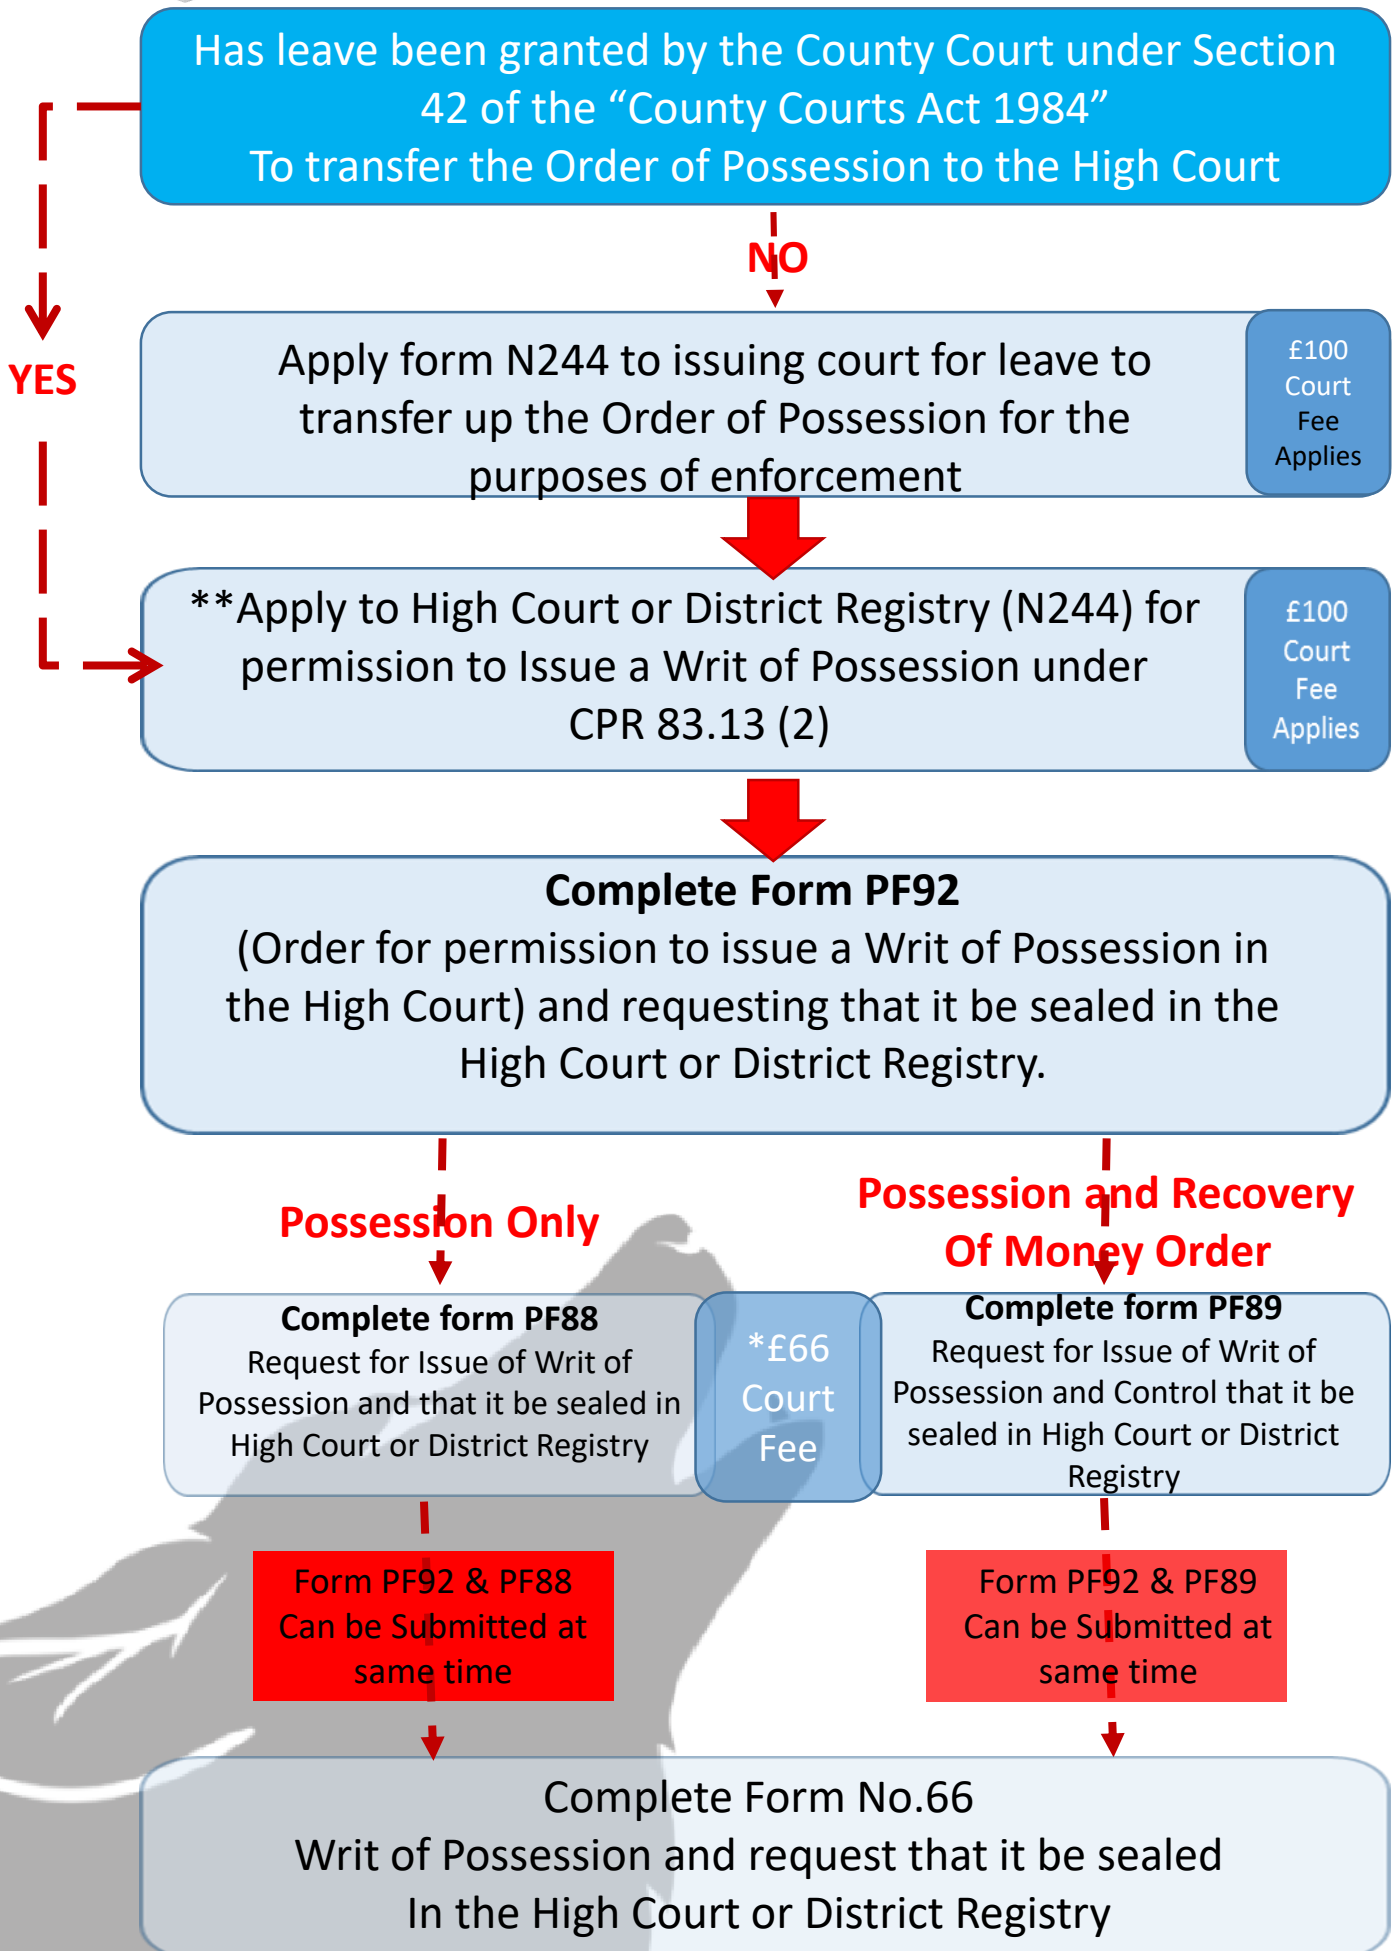 Has leave been granted by the County Court under Section
42 of the “County Courts Act 1984”
To transfer the Order of Possession to the High Court
NO
YES
Apply form N244 to issuing court for leave to
transfer up the Order of Possession for the
purposes of enforcement
£100
Court
Fee
Applies
**Apply to High Court or District Registry (N244) for
permission to Issue a Writ of Possession under
CPR 83.13 (2)
£100
Court
Fee
Applies
Complete Form PF92
(Order for permission to issue a Writ of Possession in
the High Court) and requesting that it be sealed in the
High Court or District Registry.
Possession Only
Possession and Recovery
Of Money Order
Complete form PF88
Request for Issue of Writ of
Possession and that it be sealed in
High Court or District Registry
*£66
Court
Fee
Complete form PF89
Request for Issue of Writ of
Possession and Control that it be
sealed in High Court or District
Registry
Form PF92 & PF88
Can be Submitted at
same time
Form PF92 & PF89
Can be Submitted at
same time
Complete Form No.66
Writ of Possession and request that it be sealed
In the High Court or District Registry